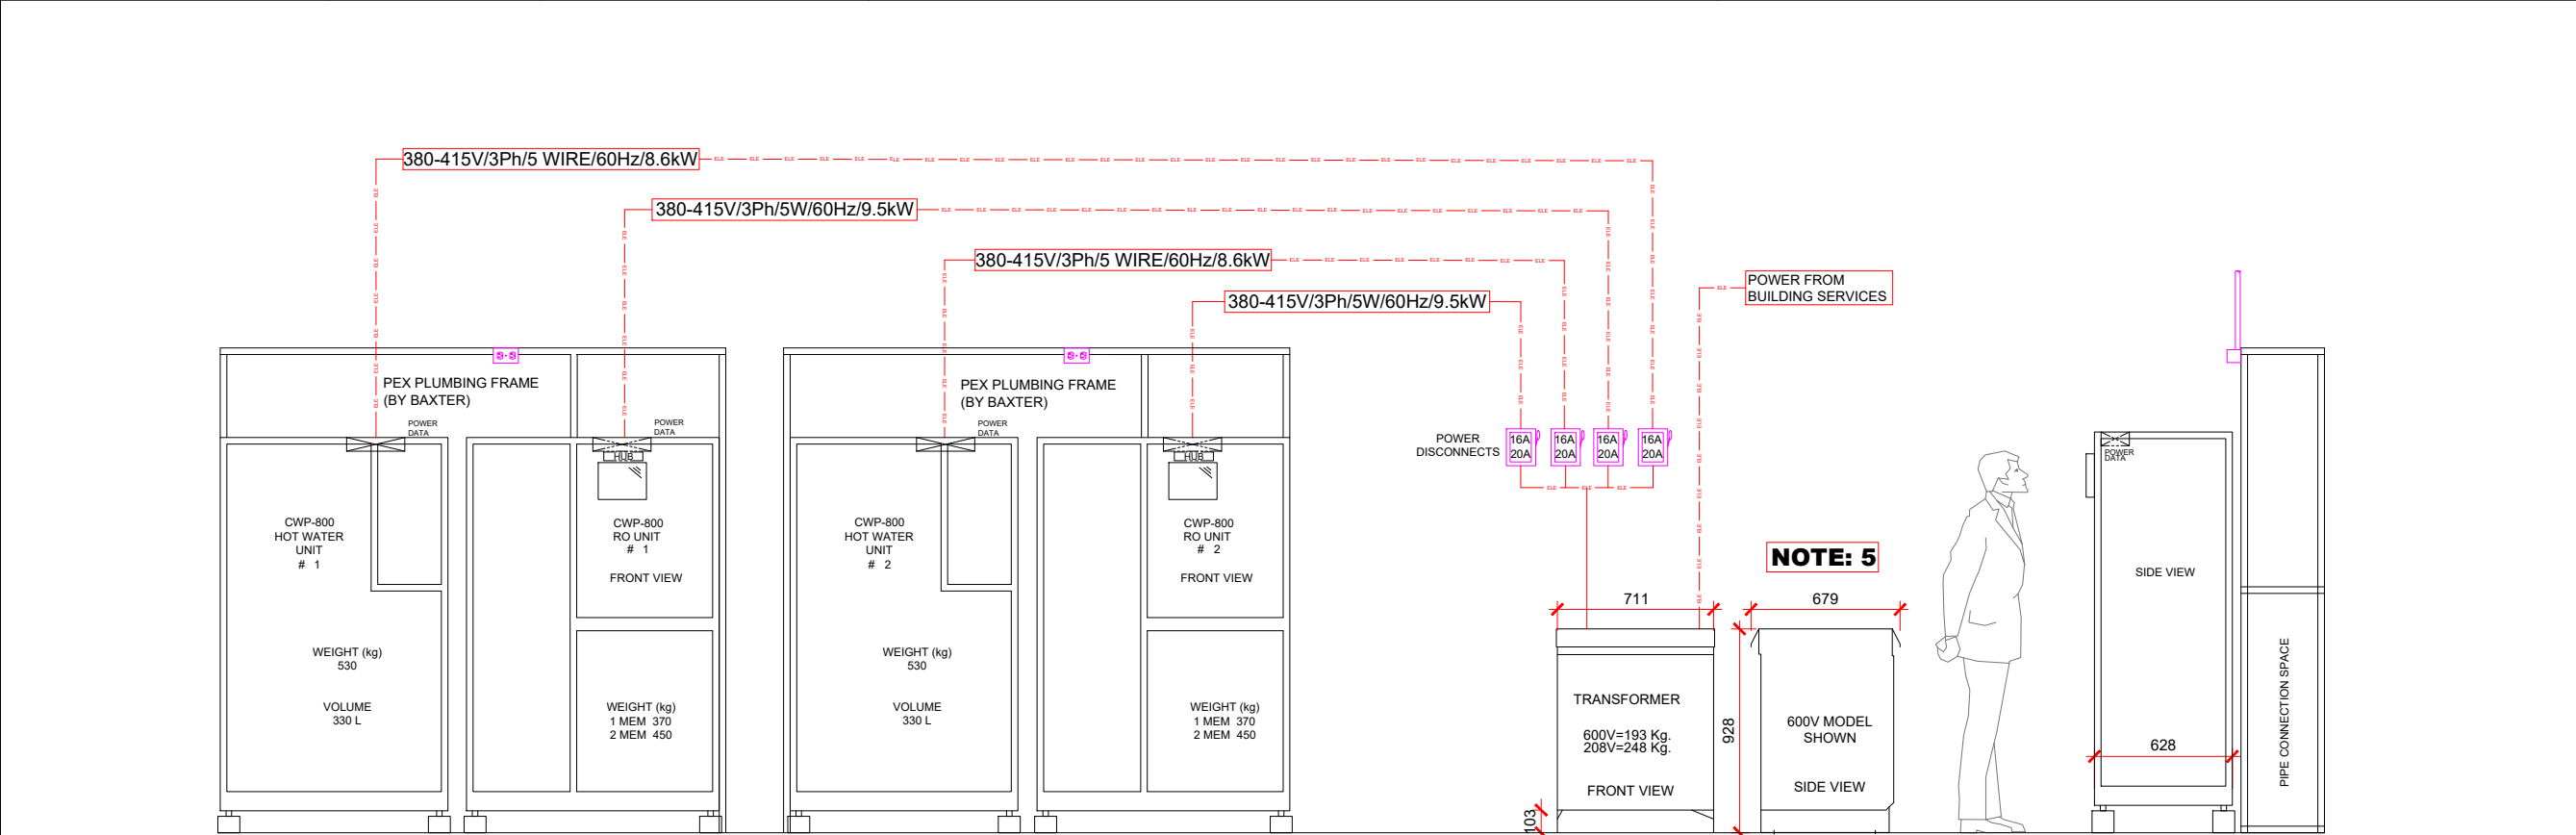 380-415V/3Ph/5 WIRE/60Hz/8.6kW
380-415V/3Ph/5W/60Hz/9.5kW
380-415V/3Ph/5 WIRE/60Hz/8.6kW
380-415V/3Ph/5W/60Hz/9.5kW
POWER FROM
BUILDING SERVICES
PEX PLUMBING FRAME
(BY BAXTER)
POWER
DATA
POWER
DATA
HUB
CWP-800
HOT WATER
UNIT
# 1
CWP-800
RO UNIT
# 1
FRONT VIEW
WEIGHT (kg)
530
VOLUME
330 L
WEIGHT (kg)
1 MEM 370
2 MEM 450
PEX PLUMBING FRAME
(BY BAXTER)
POWER
DATA
HUB
CWP-800
HOT WATER
UNIT
# 2
CWP-800
RO UNIT
# 2
FRONT VIEW
WEIGHT (kg)
530
VOLUME
330 L
WEIGHT (kg)
1 MEM 370
2 MEM 450
POWER
DISCONNECTS
16A
20A
16A
20A
16A
20A
16A
20A
NOTE: 5
711
679
TRANSFORMER
600V=193 Kg.
208V=248 Kg.
FRONT VIEW
103
928
600V MODEL
SHOWN
SIDE VIEW
POWER
DATA
SIDE VIEW
628
PIPE CONNECTION SPACE